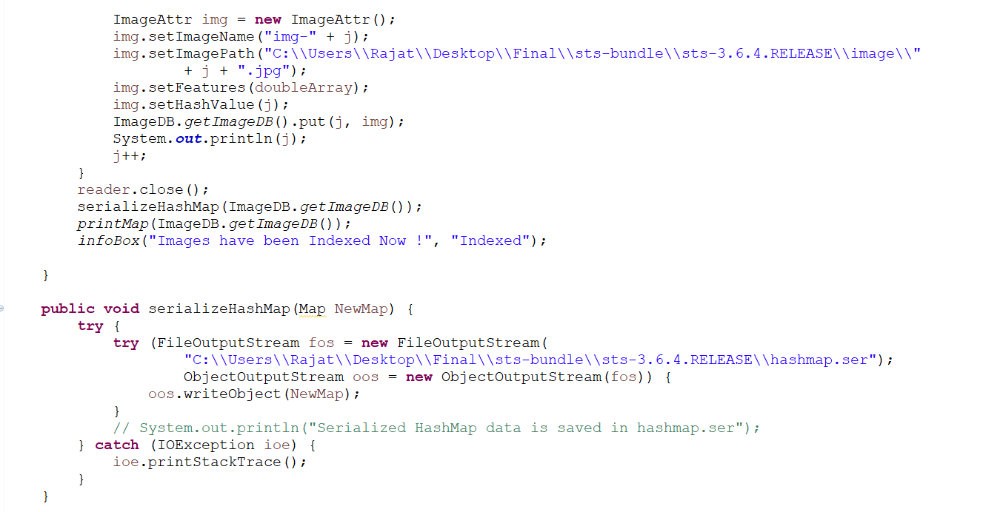 ImageAttr img = new ImageAttr();
img.setImageName("img-" + j);
img.setImagePath("C:\\Users\\Rajat\\Desktop\\Final\\sts-bundle\\sts-3.6.4.RELEASE\\image\\"
+ j + ".jpg");
img.setFeatures(doubleArray);
img.setHashValue(j);
ImageDB.getImageDB().put(j, img);
System.out.println(j);
j++;
}
reader.close();
serializeHashMap(ImageDB.getImageDB());
printMap(ImageDB.getImageDB());
infoBox("Images have been Indexed Now !", "Indexed");
}
public void serializeHashMap(Map NewMap) {
try {
try (FileOutputStream fos = new FileOutputStream(
"C:\\Users\\Rajat\\Desktop\\Final\\sts-bundle\\sts-3.6.4.RELEASE\\hashmap.ser");
ObjectOutputStream oos = new ObjectOutputStream(fos)) {
oos.writeObject(NewMap);
}
// System.out.println("Serialized HashMap data is saved in hashmap.ser");
} catch (IOException ioe) {
ioe.printStackTrace();
}
}